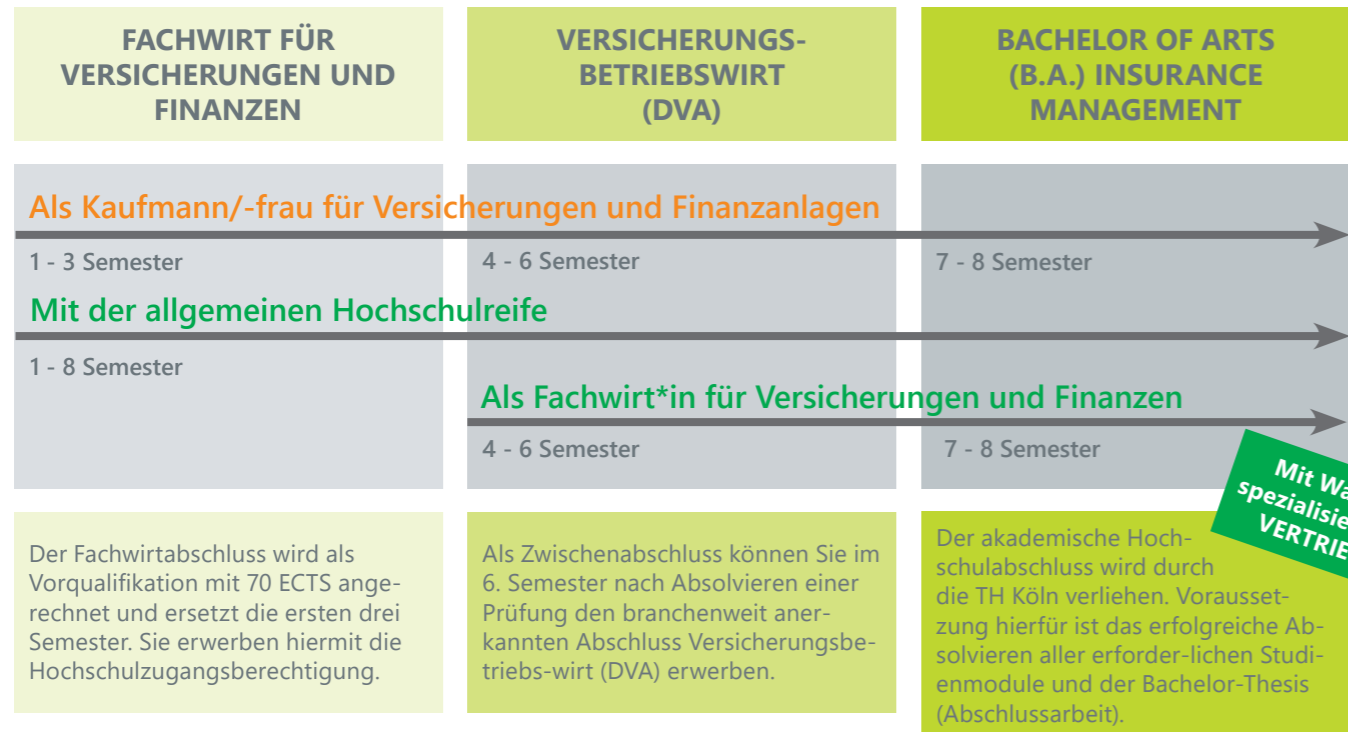 FACHWIRT FÜR
VERSICHERUNGEN UND
FINANZEN
VERSICHERUNGS-
BETRIEBSWIRT
(DVA)
BACHELOR OF ARTS
(B.A.) INSURANCE
MANAGEMENT
Als Kaufmann/-frau für Versicherungen und Finanzanlagen
1 - 3 Semester
4 - 6 Semester
7 - 8 Semester
Mit der allgemeinen Hochschulreife
1 - 8 Semester
Als Fachwirt*in für Versicherungen und Finanzen
4 - 6 Semester
7 - 8 Semester
Mit
Der Fachwirtabschluss wird als
Vorqualifikation mit 70 ECTS ange-
rechnet und ersetzt die ersten drei
Semester. Sie erwerben hiermit die
Hochschulzugangsberechtigung.
Als Zwischenabschluss können Sie im
6. Semester nach Absolvieren einer
Prüfung den branchenweit aner-
kannten Abschluss Versicherungsbe-
triebs-wirt (DVA) erwerben.
Der akademische Hoch-
schulabschluss wird durch
die TH Köln verliehen. Vorausset-
zung hierfür ist das erfolgreiche Ab-
solvieren aller erforder-lichen Studi-
enmodule und der Bachelor-Thesis
(Abschlussarbeit).